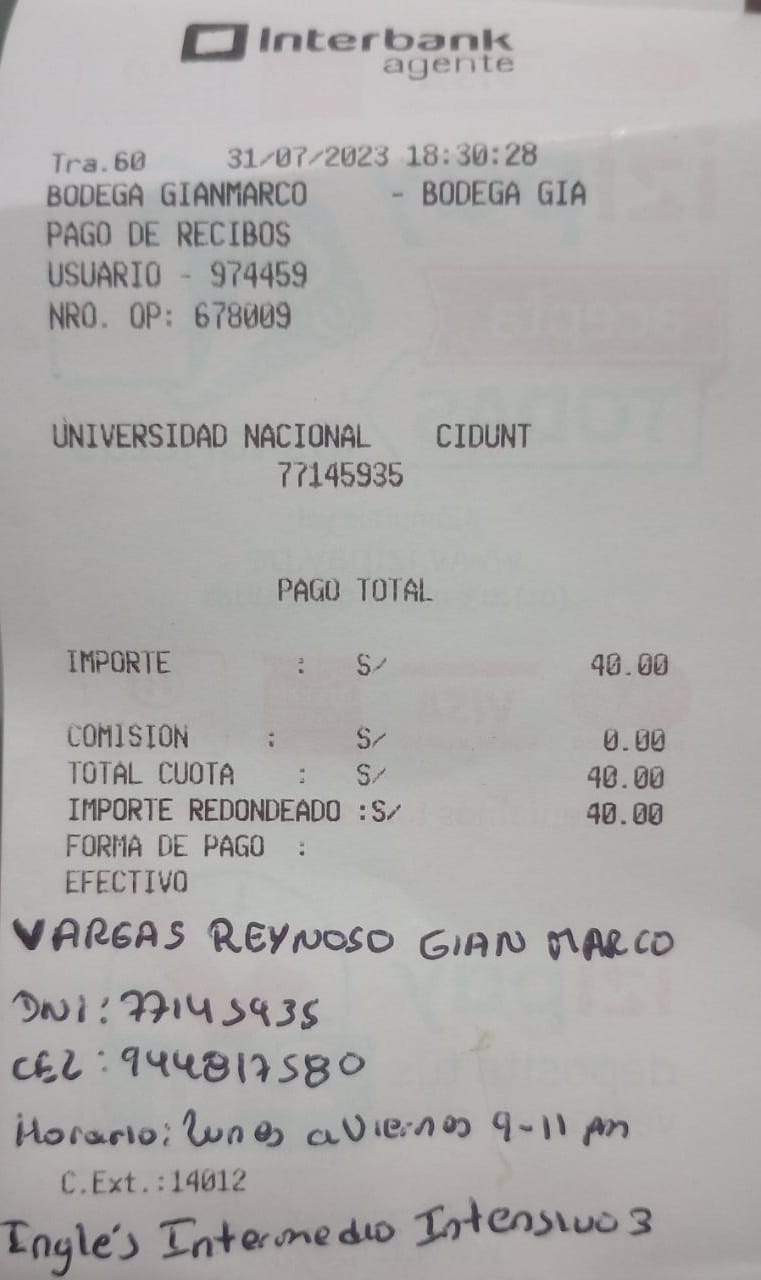 Interbank
agente
Tra.60 31/07/2023 18:30:28
BODEGA GIANMARCO - BODEGA GIA
PAGO DE RECIBOS
USUARIO - 974459
NRO. OP: 678009
UNIVERSIDAD NACIONAL CIDUNT
77145935
PAGO TOTAL
IMPORTE : S/ 40.00
COMISION : S/ 0.00
TOTAL CUOTA : S/ 40.00
IMPORTE REDONDEADO :S/ 40.00
FORMA DE PAGO :
EFECTIVO
VARGAS REYNOSO GIAN MARCO
DNI: 77145935
CEL: 944817580
Horario: lunes a Viernes 9-11 pm
C.Ext.:14012
Inglés Intermedio Intensivo 3